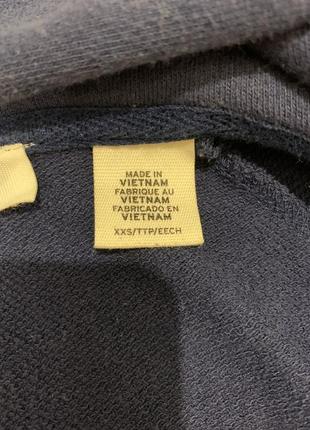 MADE IN
VIETNAM
FABRIQUE AU
VIETNAM
FABRICADO EN
VIETNAM
XXS/TTP/EECH